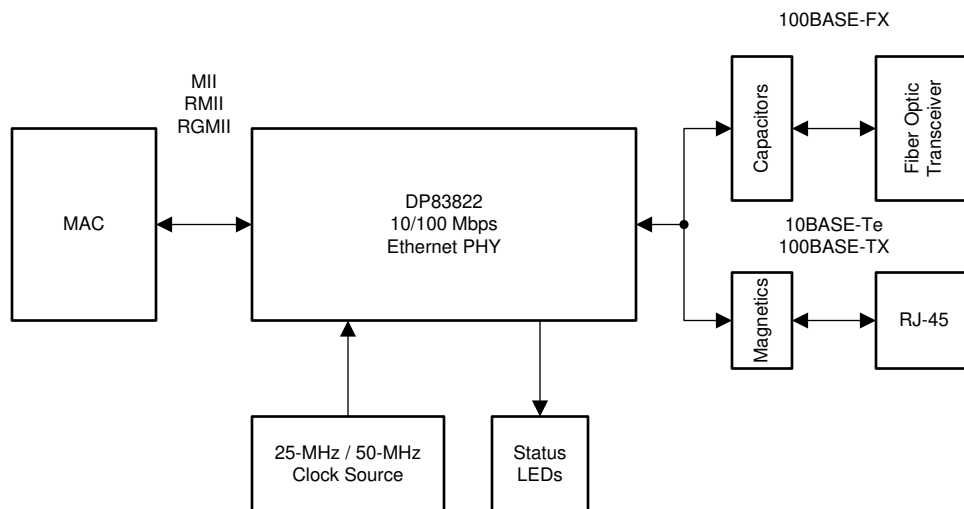 100BASE-FX
MII
RMII
RGMII
Capacitors
Fiber Optic
Transceiver
MAC
DP83822
10/100 Mbps
Ethernet PHY
10BASE-Te
100BASE-TX
Magnetics
RJ-45
25-MHz / 50-MHz
Clock Source
Status
LEDs